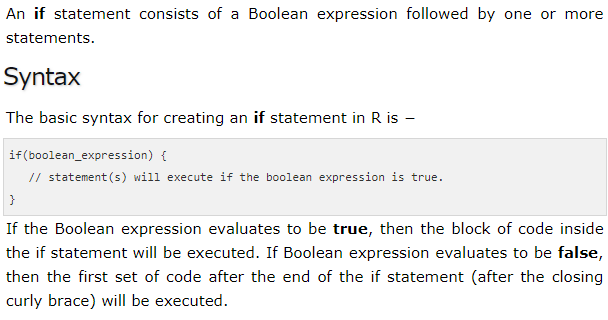 An if statement consists of a Boolean expression followed by one or more
statements.
Syntax
The basic syntax for creating an if statement in R is −
if(boolean_expression) {
// statement(s) will execute if the boolean expression is true.
}
If the Boolean expression evaluates to be true, then the block of code inside
the if statement will be executed. If Boolean expression evaluates to be false,
then the first set of code after the end of the if statement (after the closing
curly brace) will be executed.